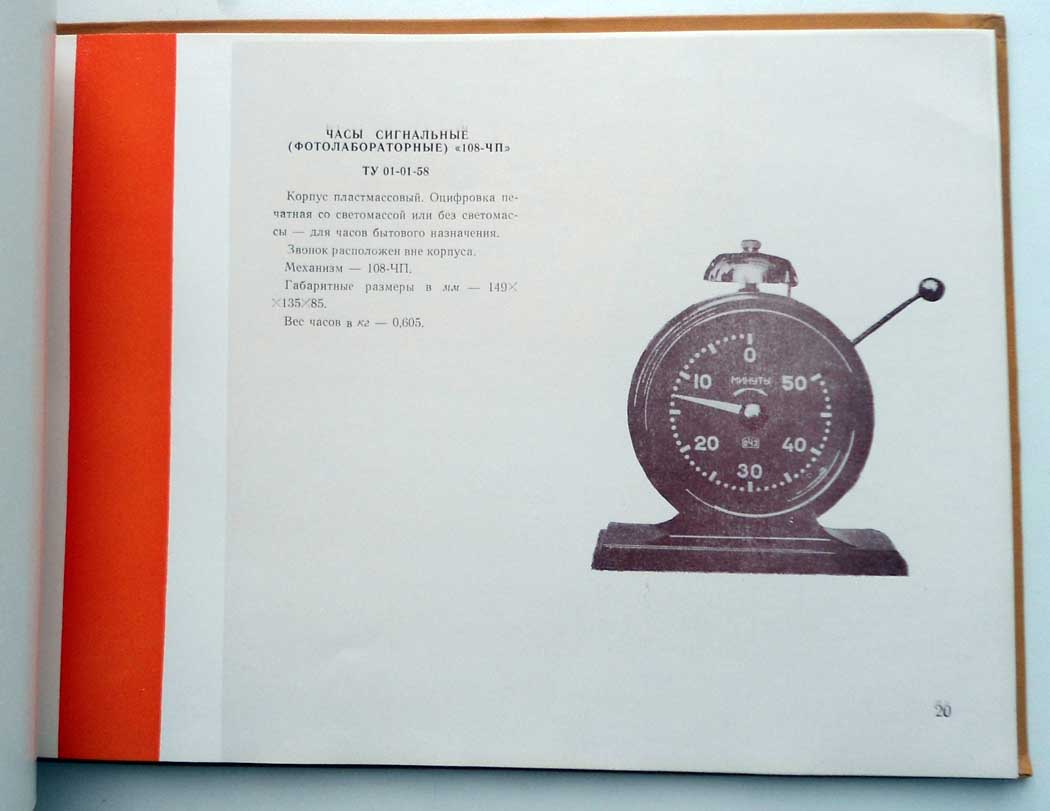 ЧАСЫ СИГНАЛЬНЫЕ
(ФОТОЛАБОРАТОРНЫЕ) «108-ЧП»
ТУ 01-01-58
Корпус пластмассовый. Оцифровка пе-
чатная со светомассой или без светомас-
сы — для часов бытового назначения.
Звонок расположен вне корпуса.
Механизм — 108-ЧП.
Габаритные размеры в мм — 149×
×135×85.
Вес часов в кг — 0,605.
0
10 МИНУТЫ 50
20 40
30
20